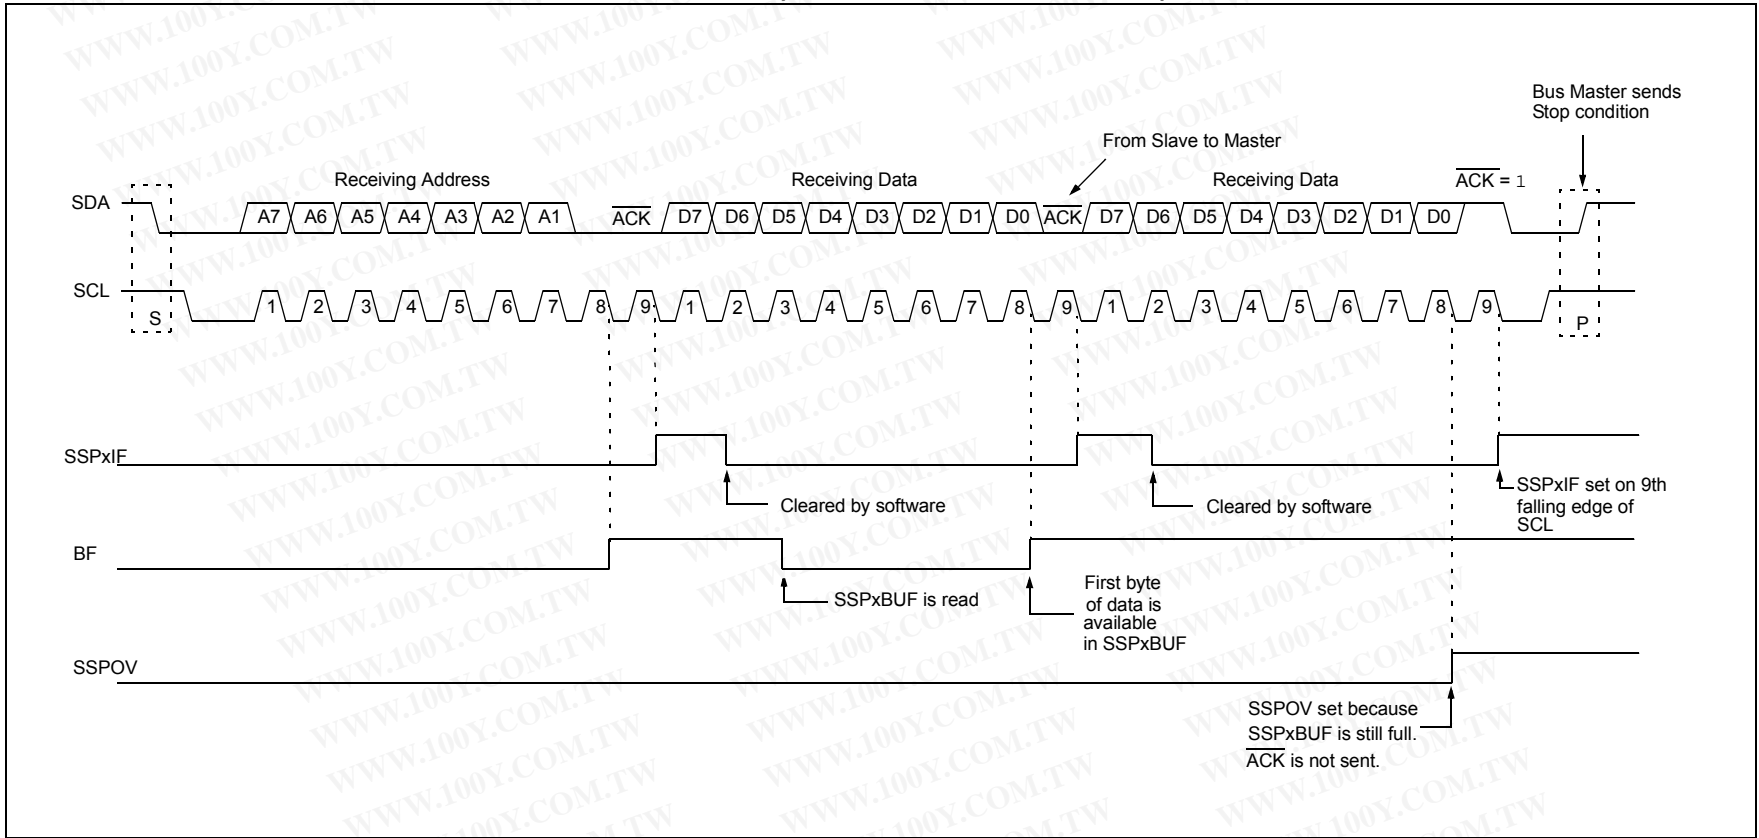 Bus Master sends
Stop condition
From Slave to Master
Receiving Address
Receiving Data
Receiving Data
ACK = 1
SDA
A7 A6 A5 A4 A3 A2 A1 ACK D7 D6 D5 D4 D3 D2 D1 D0 ACK D7 D6 D5 D4 D3 D2 D1 D0
SCL
S
1 2 3 4 5 6 7 8 9 1 2 3 4 5 6 7 8 9 1 2 3 4 5 6 7 8 9
P
SSPxIF
Cleared by software
Cleared by software
SSPxIF set on 9th
falling edge of
SCL
BF
SSPxBUF is read
First byte
of data is
available
in SSPxBUF
SSPOV
SSPOV set because
SSPxBUF is still full.
ACK is not sent.
WWW.100Y.COM.TW